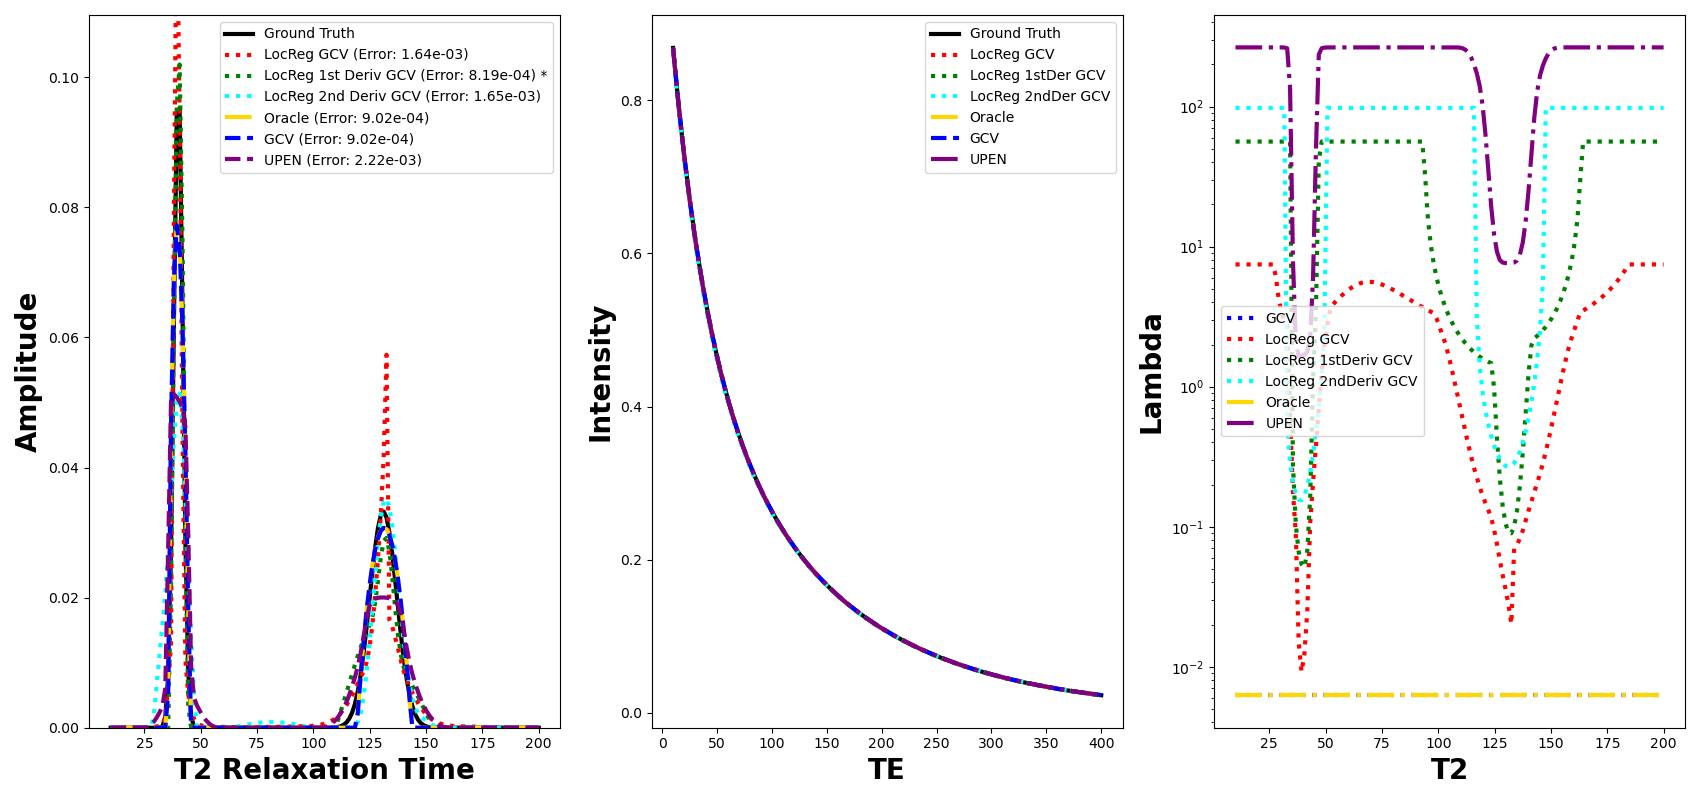 Amplitude
0.10
0.08
0.06
0.04
0.02
0.00
Ground Truth
LocReg GCV (Error: 1.64e-03)
LocReg 1st Deriv GCV (Error: 8.19e-04) *
LocReg 2nd Deriv GCV (Error: 1.65e-03)
Oracle (Error: 9.02e-04)
GCV (Error: 9.02e-04)
UPEN (Error: 2.22e-03)
25 50 75 100 125 150 175 200
T2 Relaxation Time
Intensity
0.8
0.6
0.4
0.2
0.0
Ground Truth
LocReg GCV
LocReg 1stDer GCV
LocReg 2ndDer GCV
Oracle
GCV
UPEN
0 50 100 150 200 250 300 350 400
TE
Lambda
10²
10¹
10⁰
10⁻¹
10⁻²
GCV
LocReg GCV
LocReg 1stDeriv GCV
LocReg 2ndDeriv GCV
Oracle
UPEN
25 50 75 100 125 150 175 200
T2